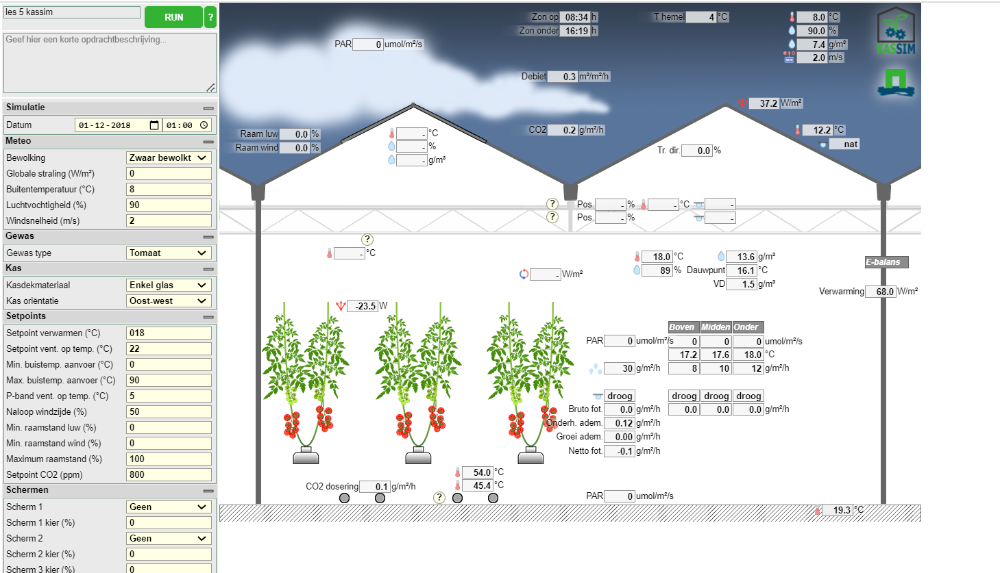 les 5 kassim
RUN
?
Geef hier een korte opdrachtbeschrijving...
Simulatie
Datum 01-12-2018 01:00
Meteo
Bewolking Zwaar bewolkt
Globale straling (W/m²) 0
Buitentemperatuur (°C) 8
Luchtvochtigheid (%) 90
Windsnelheid (m/s) 2
Gewas
Gewas type Tomaat
Kas
Kasdekmateriaal Enkel glas
Kas oriëntatie Oost-west
Setpoints
Setpoint verwarmen (°C) 018
Setpoint vent. op temp. (°C) 22
Min. buistemp. aanvoer (°C) 0
Max. buistemp. aanvoer (°C) 90
P-band vent. op temp. (°C) 5
Naloop windzijde (%) 50
Min. raamstand luw (%) 0
Min. raamstand wind (%) 0
Maximum raamstand (%) 100
Setpoint CO2 (ppm) 800
Schermen
Scherm 1 Geen
Scherm 1 kier (%) 0
Scherm 2 Geen
Scherm 2 kier (%) 0
Scherm 3 kier (%) 0
Zon op 08:34 h
Zon onder 16:19 h
T hemel 4 °C
8.0 °C
90.0 %
7.4 g/m³
2.0 m/s
KASSIM
PAR 0 umol/m²/s
Debiet 0.3 m³/m²/h
37.2 W/m²
Raam luw 0.0 %
Raam wind 0.0 %
- °C
- %
- g/m³
CO2 0.2 g/m²/h
12.2 °C
nat
Tr. dir. 0.0 %
? Pos. - % - °C -
? Pos. - % -
?
- °C
- W/m²
18.0 °C 13.6 g/m³
89 % Dauwpunt 16.1 °C
VD 1.5 g/m³
E-balans
Verwarming 68.0 W/m²
-23.5 W
Boven Midden Onder
PAR 0 umol/m²/s 0 0 0 umol/m²/s
17.2 17.6 18.0 °C
30 g/m²/h 8 10 12 g/m²/h
droog droog droog droog
Bruto fot. 0.0 g/m²/h 0.0 0.0 0.0 g/m²/h
Onderh. adem. 0.12 g/m²/h
Groei adem. 0.00 g/m²/h
Netto fot. -0.1 g/m²/h
54.0 °C
45.4 °C
CO2 dosering 0.1 g/m²/h
?
PAR 0 umol/m²/s
19.3 °C